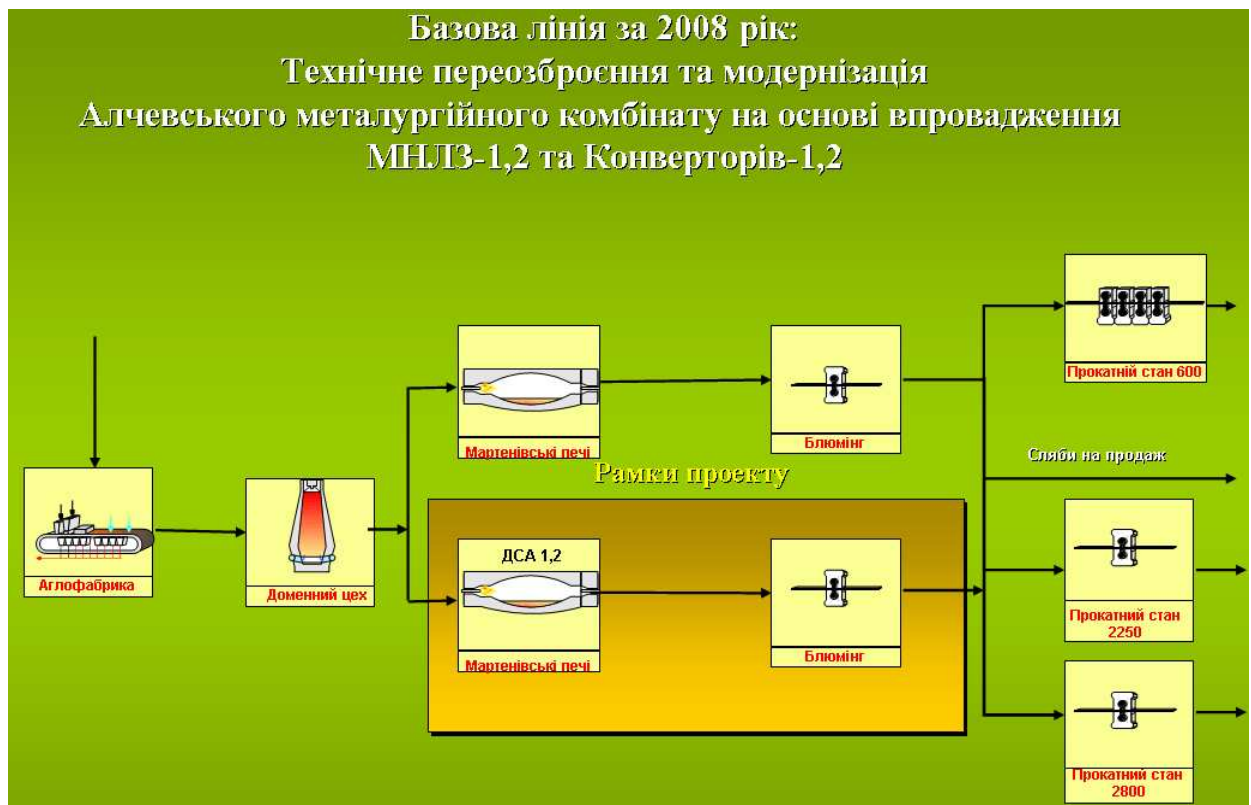 Базова лінія за 2008 рік:
Технічне переозброєння та модернізація
Алчевського металургійного комбінату на основі впровадження
МНЛЗ-1,2 та Конверторів-1,2
Прокатній стан 600
Мартенівські печі
Блюмінг
Сляби на продаж
Рамки проекту
Аглофабрика
Доменний цех
ДСА 1,2
Мартенівські печі
Блюмінг
Прокатний стан
2250
Прокатний стан
2800